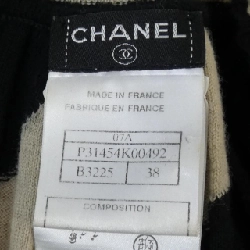 CHANEL
MADE IN FRANCE
FABRIQUE EN FRANCE
07A
P31454K00492
B3225 38
COMPOSITION